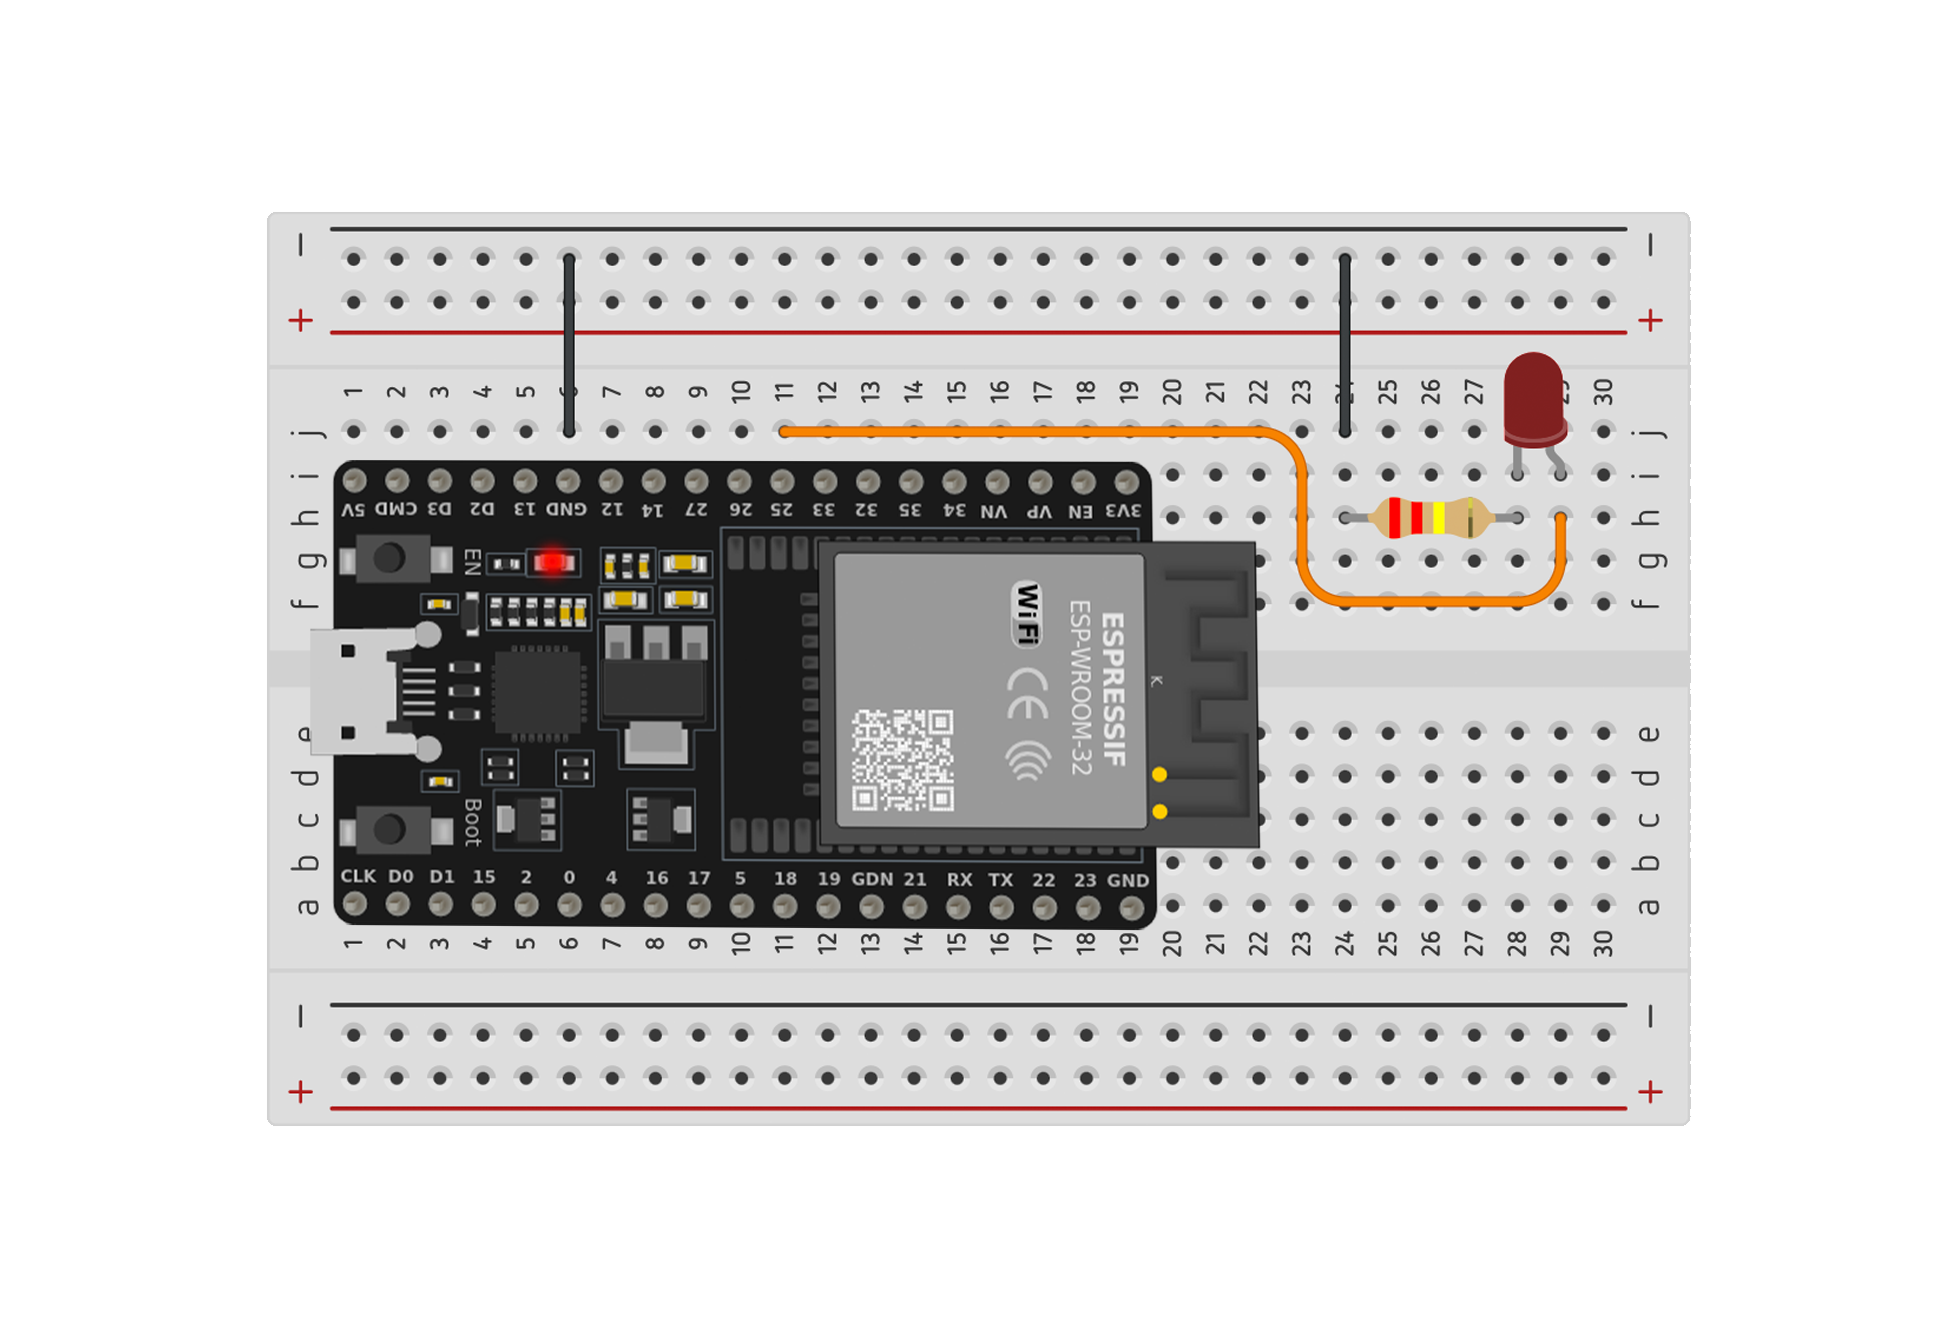 − −
+ +
1 2 3 4 5 6 7 8 9 10 11 12 13 14 15 16 17 18 19 20 21 22 23 24 25 26 27 28 29 30
j j
i i
5V CMD D3 D2 13 GND 12 14 27 26 25 33 32 35 34 VN VP EN 3V3
h h
g g
f f
EN
WiFi
ESP-WROOM-32
ESPRESSIF
CE
K
e e
d d
c c
Boot
b b
CLK D0 D1 15 2 0 4 16 17 5 18 19 GDN 21 RX TX 22 23 GND
a a
1 2 3 4 5 6 7 8 9 10 11 12 13 14 15 16 17 18 19 20 21 22 23 24 25 26 27 28 29 30
− −
+ +